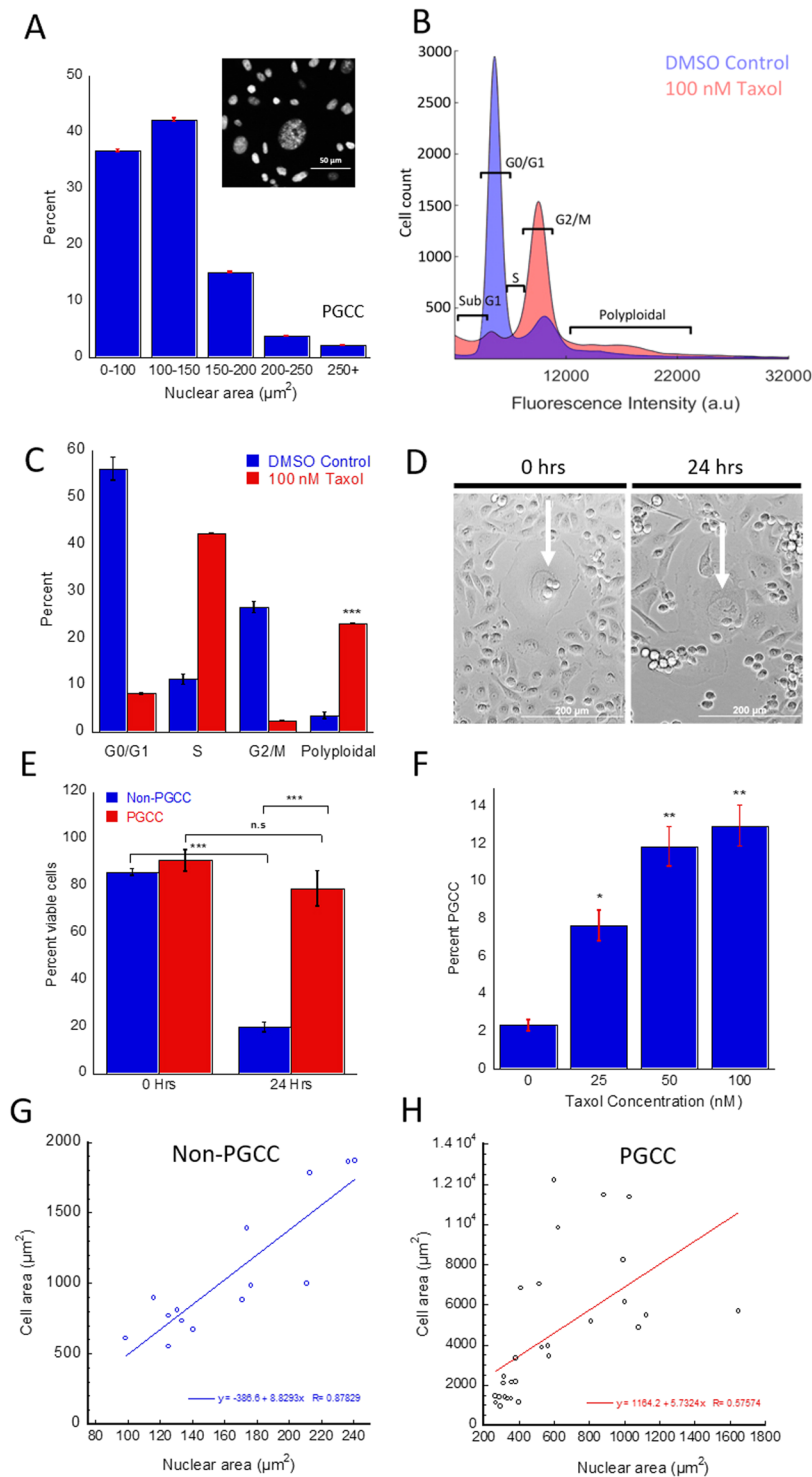 A
50
40
30
20
10
0
Percent
50 µm
PGCC
0-100 100-150 150-200 200-250 250+
Nuclear area (µm²)
B
DMSO Control
100 nM Taxol
3000
2500
2000
1500
1000
500
Cell count
G0/G1
G2/M
S
Sub G1
Polyploidal
12000 22000 32000
Fluorescence Intensity (a.u)
C
DMSO Control
100 nM Taxol
60
50
40
30
20
10
0
Percent
***
G0/G1 S G2/M Polyploidal
D
0 hrs 24 hrs
200 µm 200 µm
E
Non-PGCC
PGCC
120
100
80
60
40
20
0
Percent viable cells
***
n.s
***
0 Hrs 24 Hrs
F
14
12
10
8
6
4
2
0
Percent PGCC
*
**
**
0 25 50 100
Taxol Concentration (nM)
G
Non-PGCC
2000
1500
1000
500
0
Cell area (µm²)
y = -386.6 + 8.8293x R= 0.87829
80 100 120 140 160 180 200 220 240
Nuclear area (µm²)
H
PGCC
1.4 10⁴
1.2 10⁴
1 10⁴
8000
6000
4000
2000
0
Cell area (µm²)
y = 1164.2 + 5.7324x R= 0.57574
200 400 600 800 1000 1200 1400 1600 1800
Nuclear area (µm²)